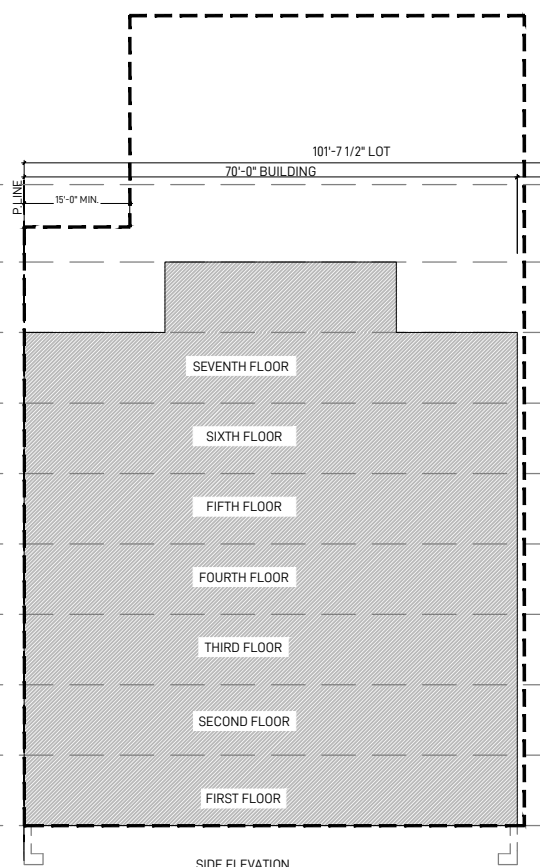 101'-7 1/2" LOT
70'-0" BUILDING
P.LINE
15'-0" MIN.
SEVENTH FLOOR
SIXTH FLOOR
FIFTH FLOOR
FOURTH FLOOR
THIRD FLOOR
SECOND FLOOR
FIRST FLOOR
SIDE ELEVATION